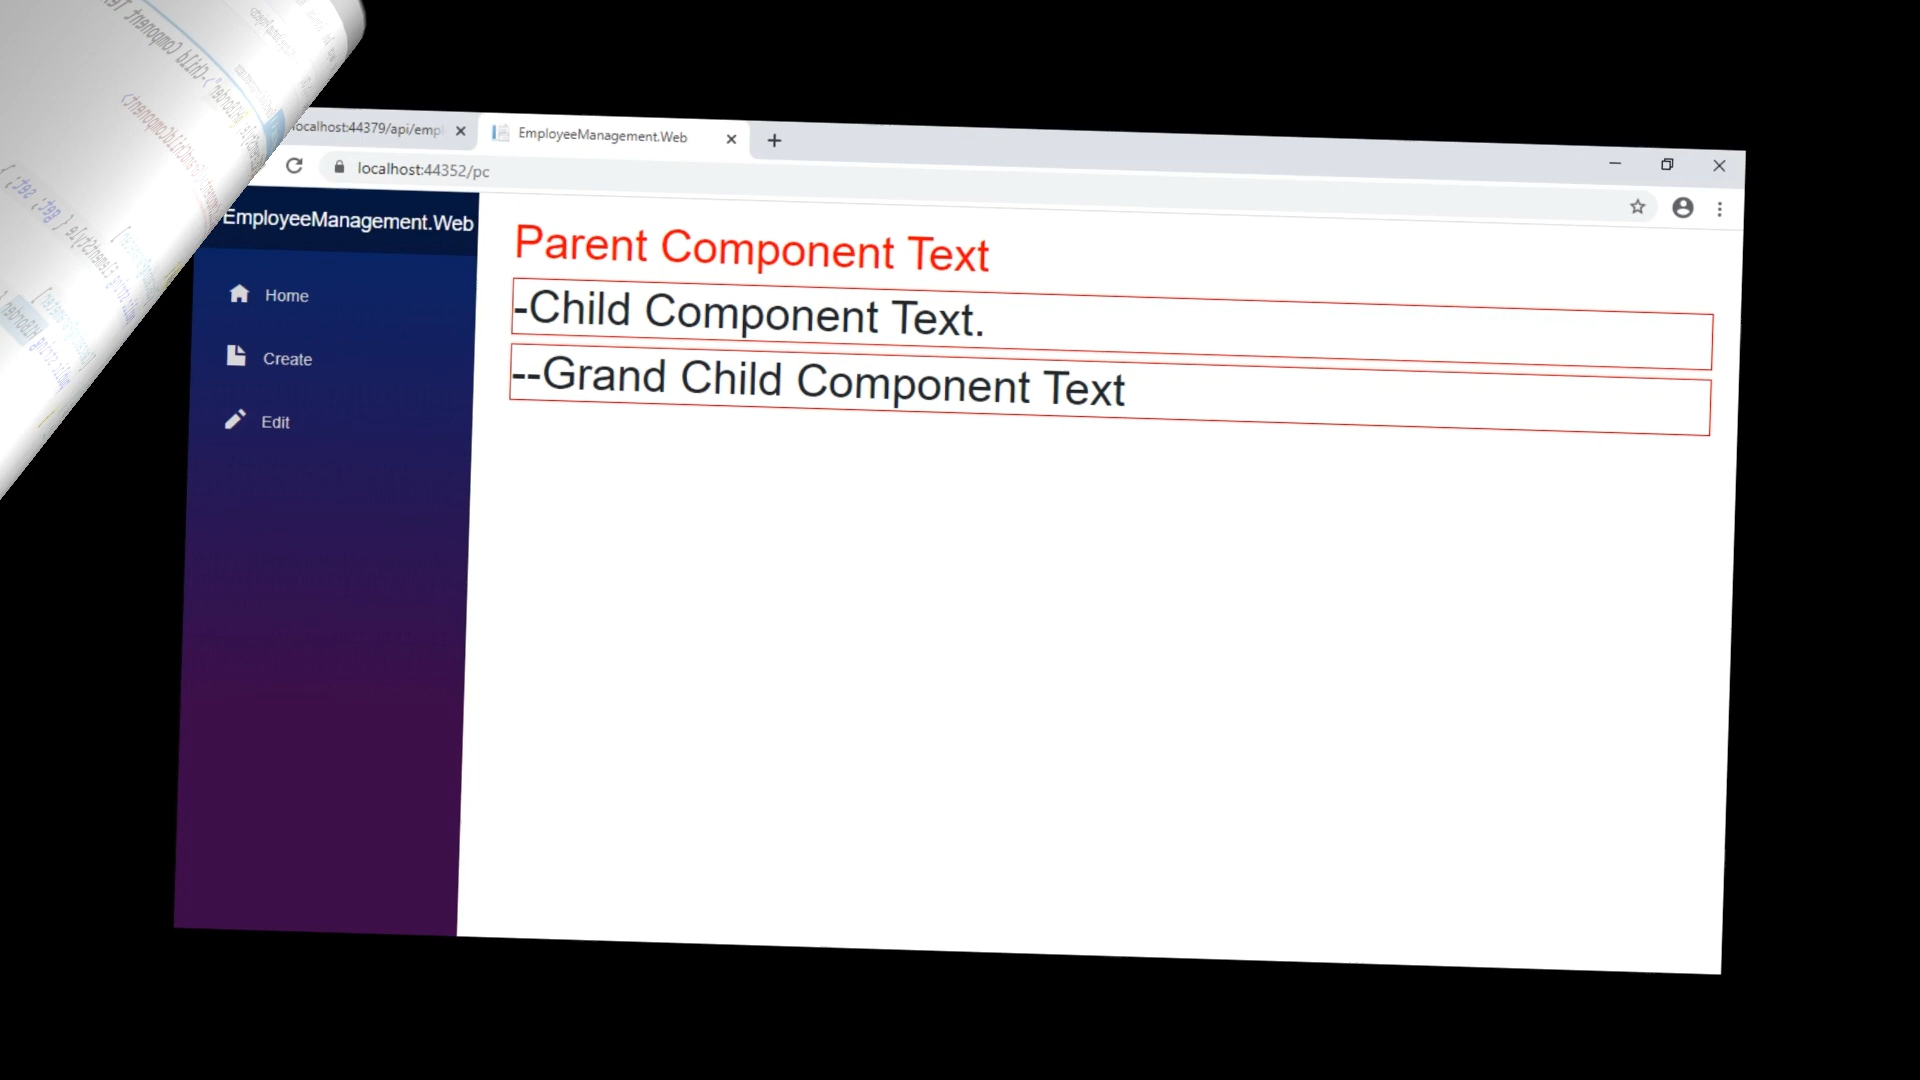 localhost:44379/api/emp
EmployeeManagement.Web
localhost:44352/pc
EmployeeManagement.Web
Parent Component Text
-Child Component Text.
--Grand Child Component Text
Home
Create
Edit